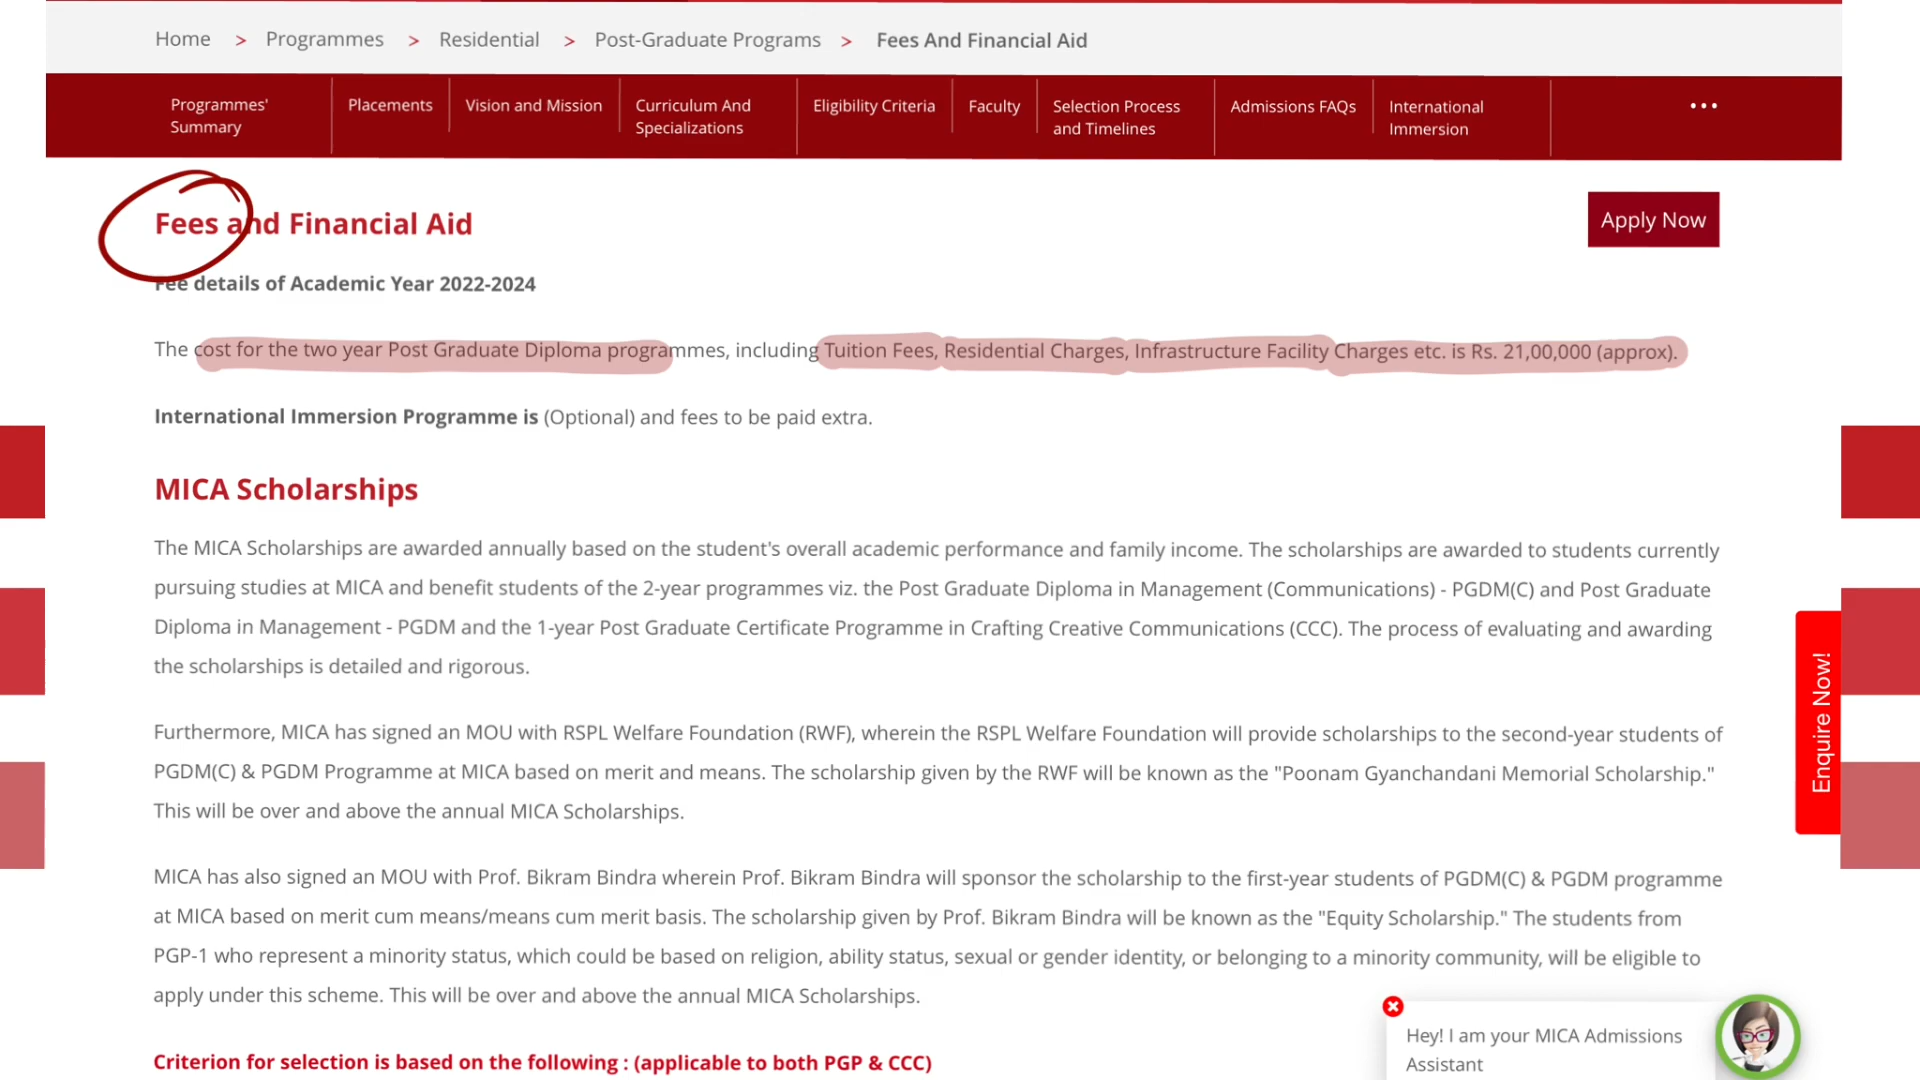 Home > Programmes > Residential > Post-Graduate Programs > Fees And Financial Aid
Programmes' Summary
Placements
Vision and Mission
Curriculum And Specializations
Eligibility Criteria
Faculty
Selection Process and Timelines
Admissions FAQs
International Immersion
...
Fees and Financial Aid
Apply Now
Fee details of Academic Year 2022-2024
The cost for the two year Post Graduate Diploma programmes, including Tuition Fees, Residential Charges, Infrastructure Facility Charges etc. is Rs. 21,00,000 (approx).
International Immersion Programme is (Optional) and fees to be paid extra.
MICA Scholarships
The MICA Scholarships are awarded annually based on the student's overall academic performance and family income. The scholarships are awarded to students currently
pursuing studies at MICA and benefit students of the 2-year programmes viz. the Post Graduate Diploma in Management (Communications) - PGDM(C) and Post Graduate
Diploma in Management - PGDM and the 1-year Post Graduate Certificate Programme in Crafting Creative Communications (CCC). The process of evaluating and awarding
the scholarships is detailed and rigorous.
Enquire Now!
Furthermore, MICA has signed an MOU with RSPL Welfare Foundation (RWF), wherein the RSPL Welfare Foundation will provide scholarships to the second-year students of
PGDM(C) & PGDM Programme at MICA based on merit and means. The scholarship given by the RWF will be known as the "Poonam Gyanchandani Memorial Scholarship."
This will be over and above the annual MICA Scholarships.
MICA has also signed an MOU with Prof. Bikram Bindra wherein Prof. Bikram Bindra will sponsor the scholarship to the first-year students of PGDM(C) & PGDM programme
at MICA based on merit cum means/means cum merit basis. The scholarship given by Prof. Bikram Bindra will be known as the "Equity Scholarship." The students from
PGP-1 who represent a minority status, which could be based on religion, ability status, sexual or gender identity, or belonging to a minority community, will be eligible to
apply under this scheme. This will be over and above the annual MICA Scholarships.
Criterion for selection is based on the following : (applicable to both PGP & CCC)
Hey! I am your MICA Admissions
Assistant